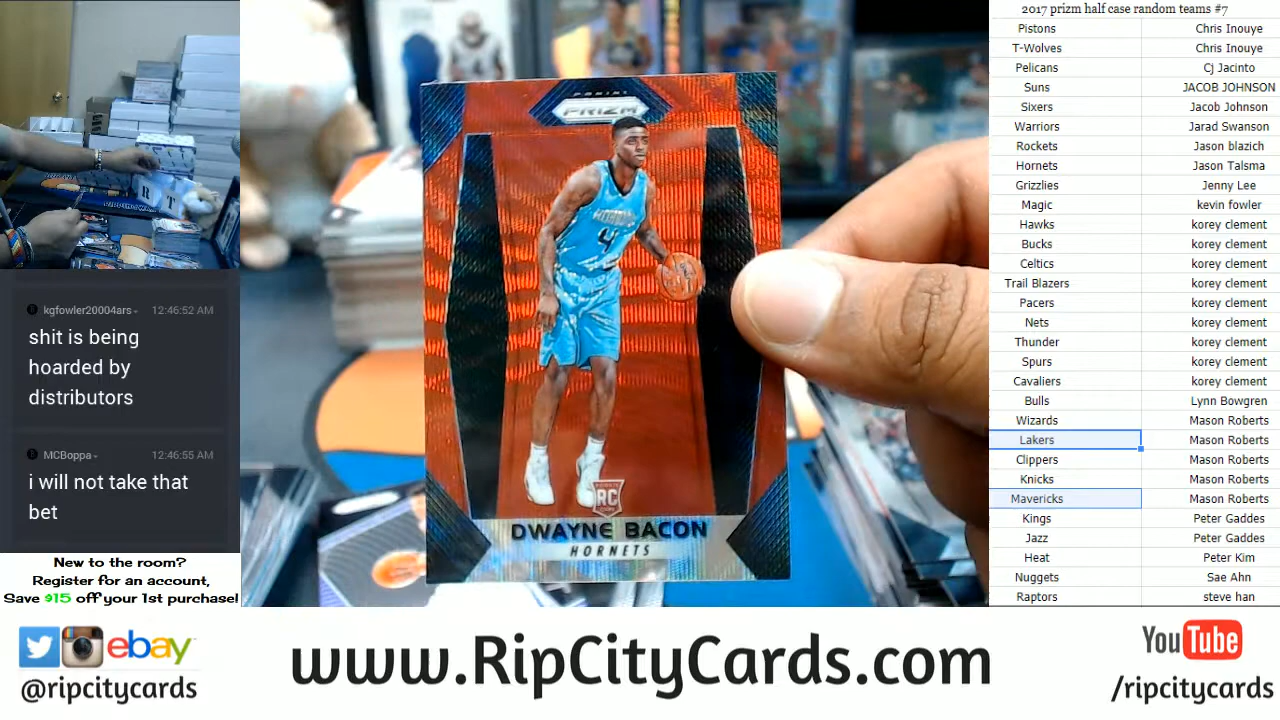 kgfowler20004ars 12:46:52 AM
shit is being
hoarded by
distributors
MCBoppa 12:46:55 AM
i will not take that
bet
New to the room?
Register for an account,
Save $15 off your 1st purchase!
PANINI
PRIZM
4
RC
DWAYNE BACON
HORNETS
2017 prizm half case random teams #7
Pistons Chris Inouye
T-Wolves Chris Inouye
Pelicans Cj Jacinto
Suns JACOB JOHNSON
Sixers Jacob Johnson
Warriors Jarad Swanson
Rockets Jason blazich
Hornets Jason Talsma
Grizzlies Jenny Lee
Magic kevin fowler
Hawks korey clement
Bucks korey clement
Celtics korey clement
Trail Blazers korey clement
Pacers korey clement
Nets korey clement
Thunder korey clement
Spurs korey clement
Cavaliers korey clement
Bulls Lynn Bowgren
Wizards Mason Roberts
Lakers Mason Roberts
Clippers Mason Roberts
Knicks Mason Roberts
Mavericks Mason Roberts
Kings Peter Gaddes
Jazz Peter Gaddes
Heat Peter Kim
Nuggets Sae Ahn
Raptors steve han
ebay
@ripcitycards
www.RipCityCards.com
YouTube
/ripcitycards